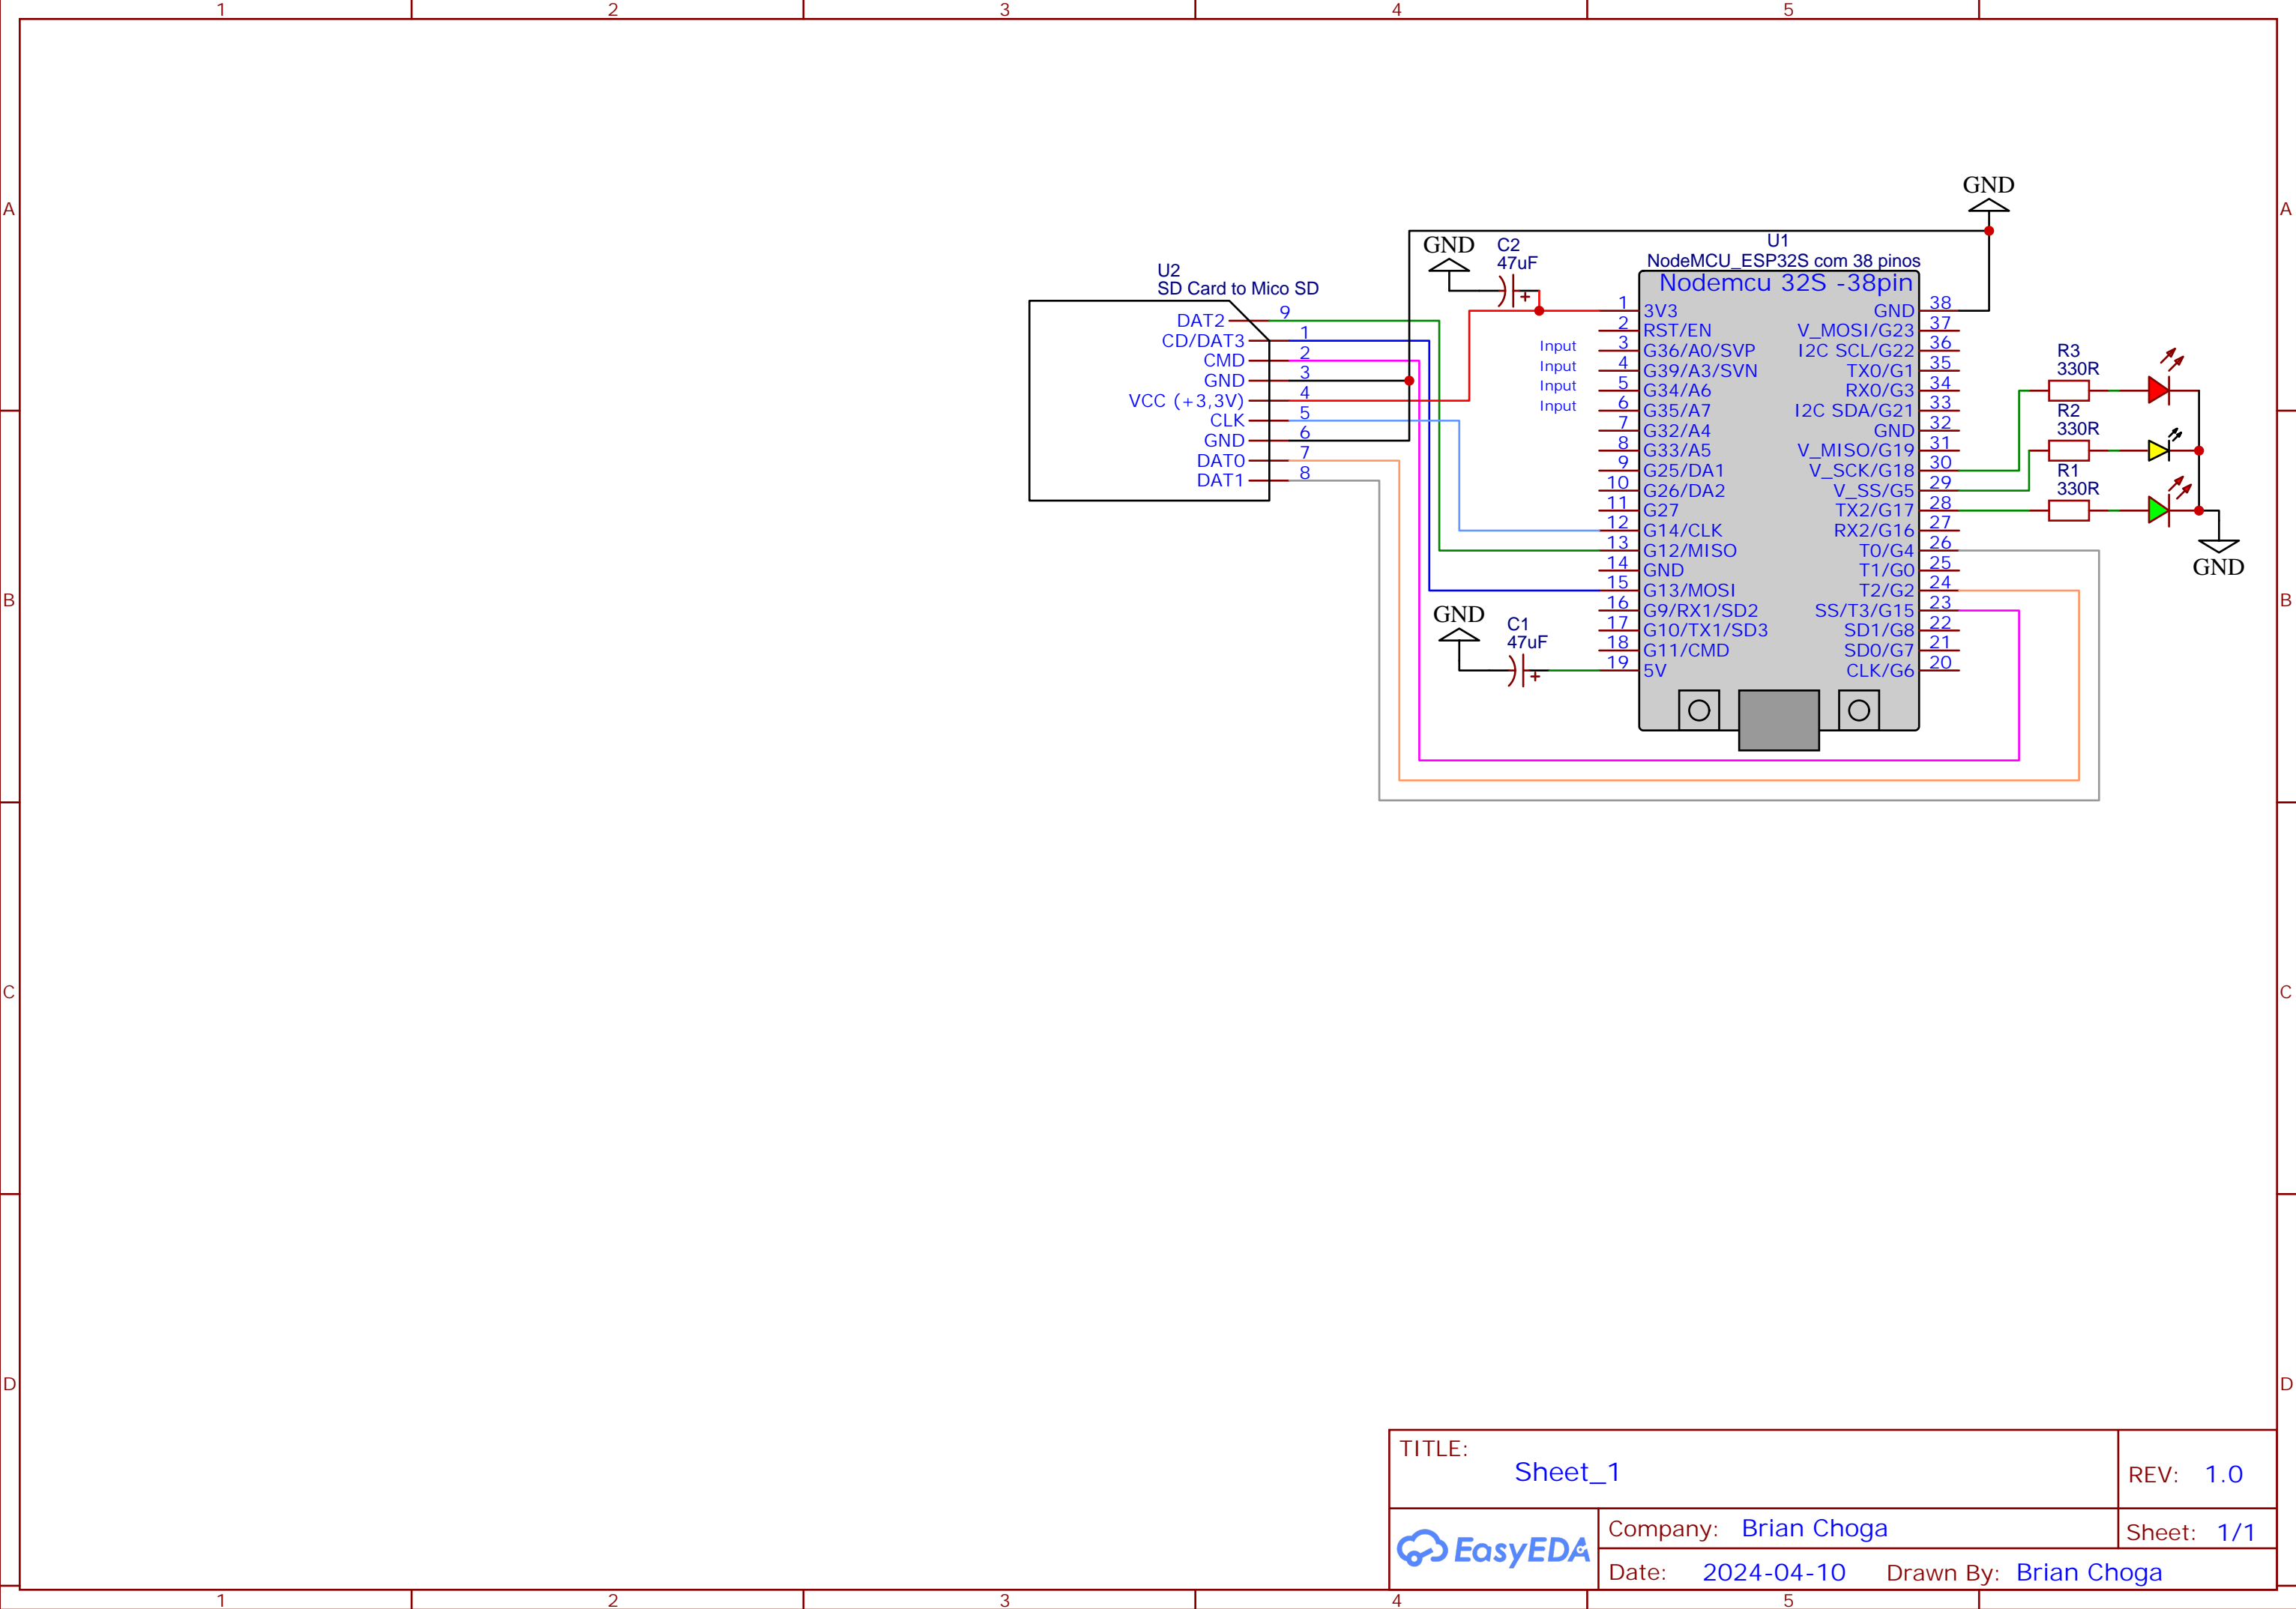 1 2 3 4 5
A A
B B
C C
D D
GND
GND
C2
47uF
U1
NodeMCU_ESP32S com 38 pinos
Nodemcu 32S -38pin
U2
SD Card to Mico SD
DAT2 9
CD/DAT3 1
CMD 2
GND 3
VCC (+3,3V) 4
CLK 5
GND 6
DAT0 7
DAT1 8
+
1 3V3 GND 38
2 RST/EN V_MOSI/G23 37
Input 3 G36/A0/SVP I2C SCL/G22 36
Input 4 G39/A3/SVN TX0/G1 35
Input 5 G34/A6 RX0/G3 34
Input 6 G35/A7 I2C SDA/G21 33
7 G32/A4 GND 32
8 G33/A5 V_MISO/G19 31
9 G25/DA1 V_SCK/G18 30
10 G26/DA2 V_SS/G5 29
11 G27 TX2/G17 28
12 G14/CLK RX2/G16 27
13 G12/MISO T0/G4 26
14 GND T1/G0 25
15 G13/MOSI T2/G2 24
16 G9/RX1/SD2 SS/T3/G15 23
17 G10/TX1/SD3 SD1/G8 22
18 G11/CMD SD0/G7 21
19 5V CLK/G6 20
R3
330R
R2
330R
R1
330R
GND
GND
C1
47uF
+
TITLE:
Sheet_1
REV: 1.0
EasyEDA
Company: Brian Choga
Sheet: 1/1
Date: 2024-04-10 Drawn By: Brian Choga
1 2 3 4 5